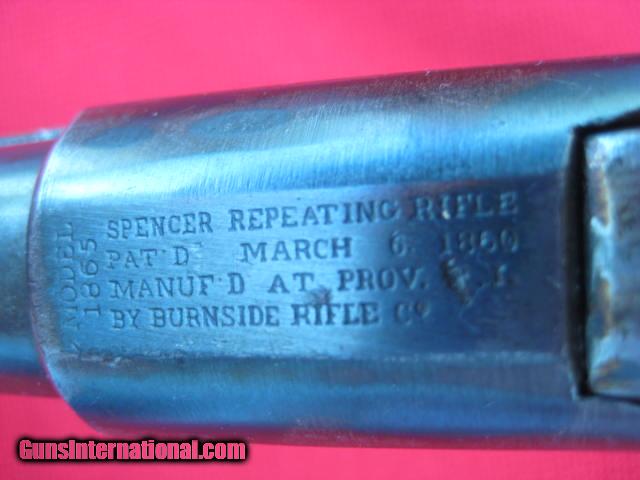 SPENCER REPEATING RIFLE
PAT'D MARCH 6, 1860
MANUF'D AT PROV. R.I.
BY BURNSIDE RIFLE Co
MODEL
1865
GunsInternational.com